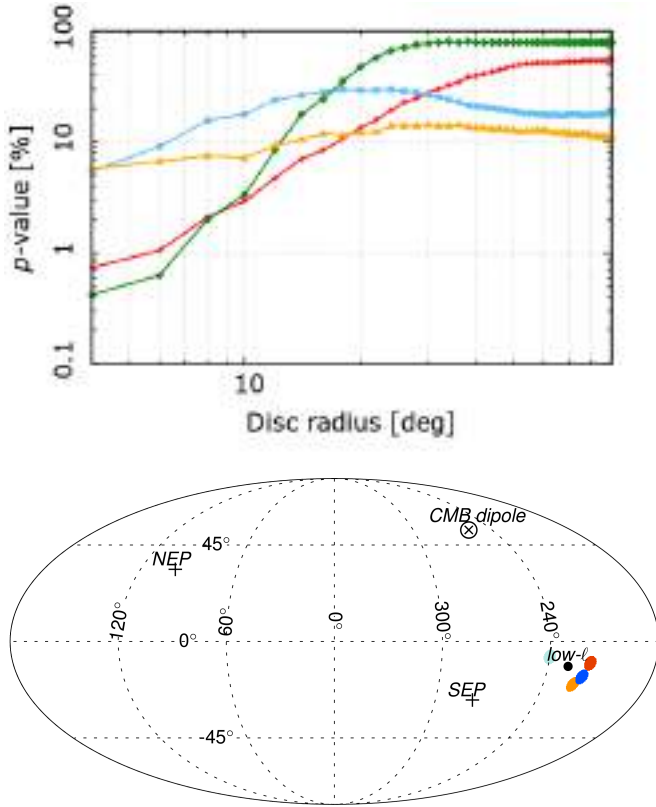 100
10
1
0.1
p-value [%]
10
Disc radius [deg]
CMB dipole
NEP
45°
120°
60°
0°
0°
300°
240°
low-ℓ
SEP
-45°